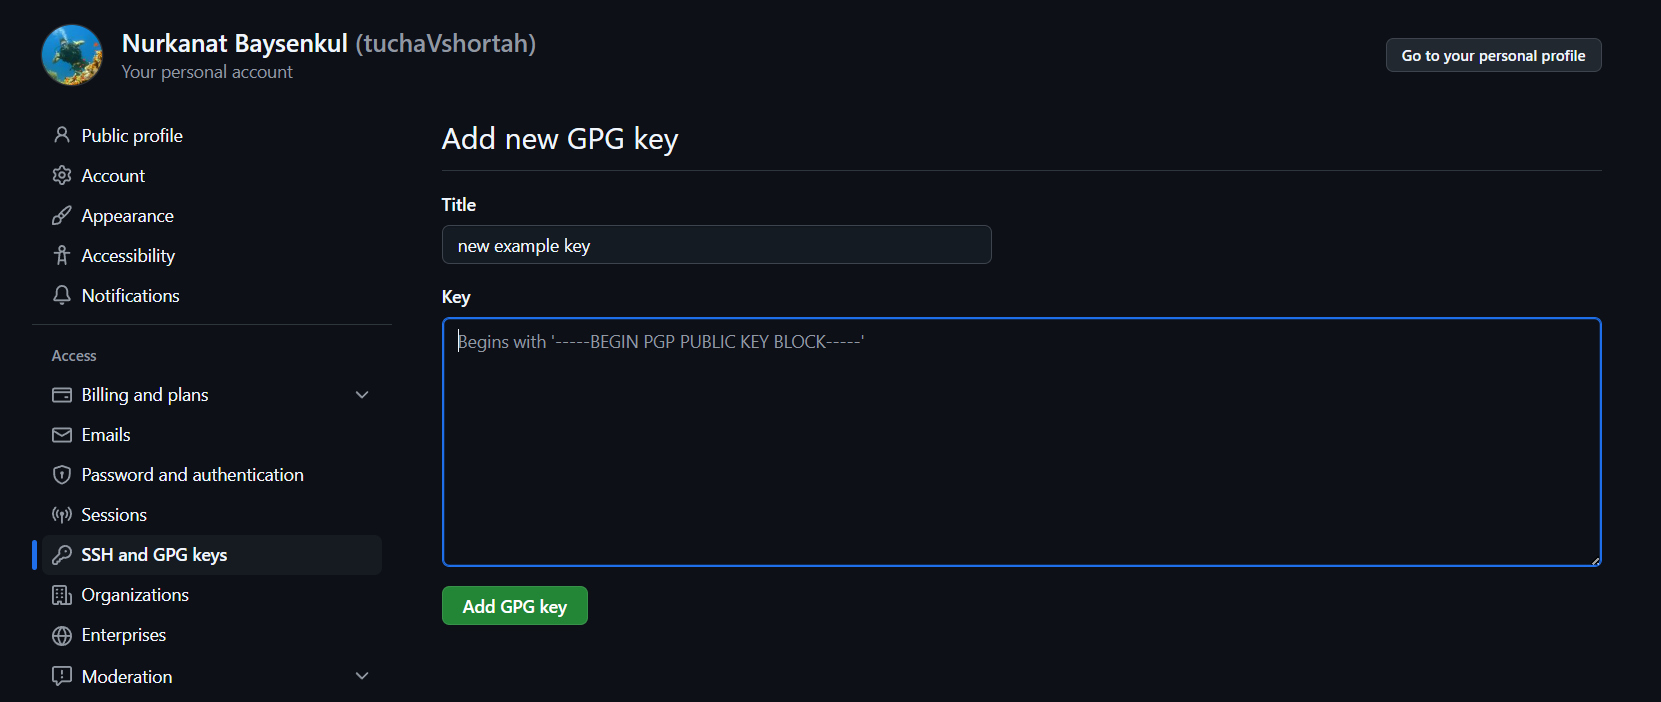 Nurkanat Baysenkul (tuchaVshortah)
Your personal account
Go to your personal profile
Public profile
Account
Appearance
Accessibility
Notifications
Access
Billing and plans
Emails
Password and authentication
Sessions
SSH and GPG keys
Organizations
Enterprises
Moderation
Add new GPG key
Title
new example key
Key
Begins with '-----BEGIN PGP PUBLIC KEY BLOCK-----'
Add GPG key